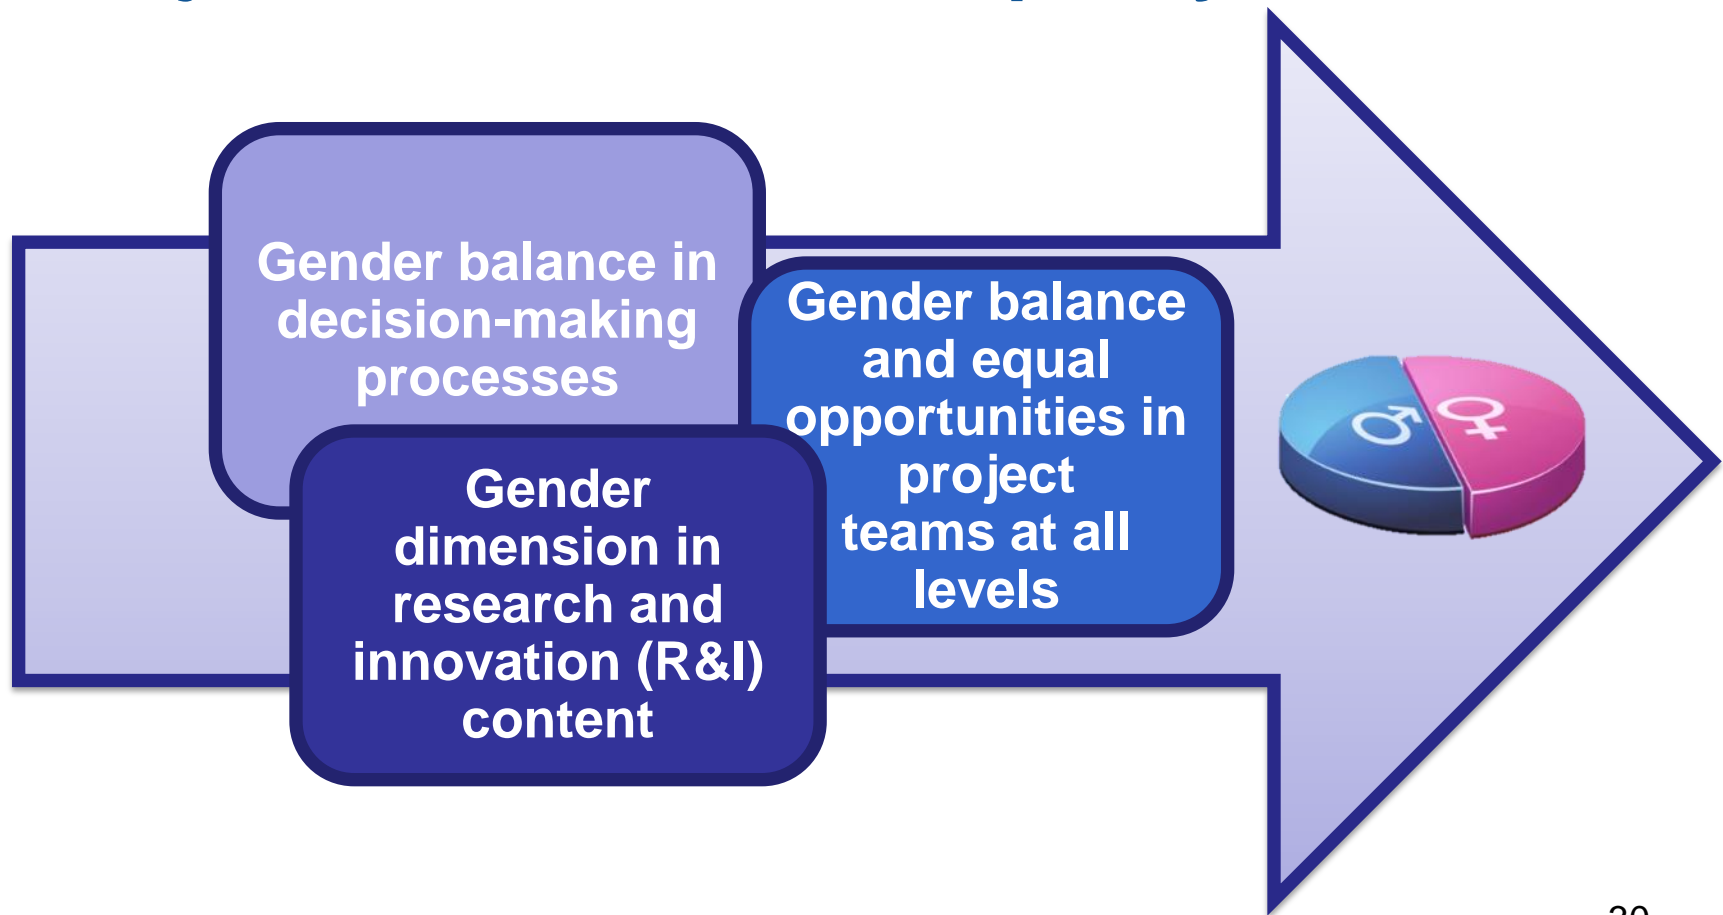 Gender balance in
decision-making
processes
Gender balance
and equal
opportunities in
project
teams at all
levels
Gender
dimension in
research and
innovation (R&I)
content